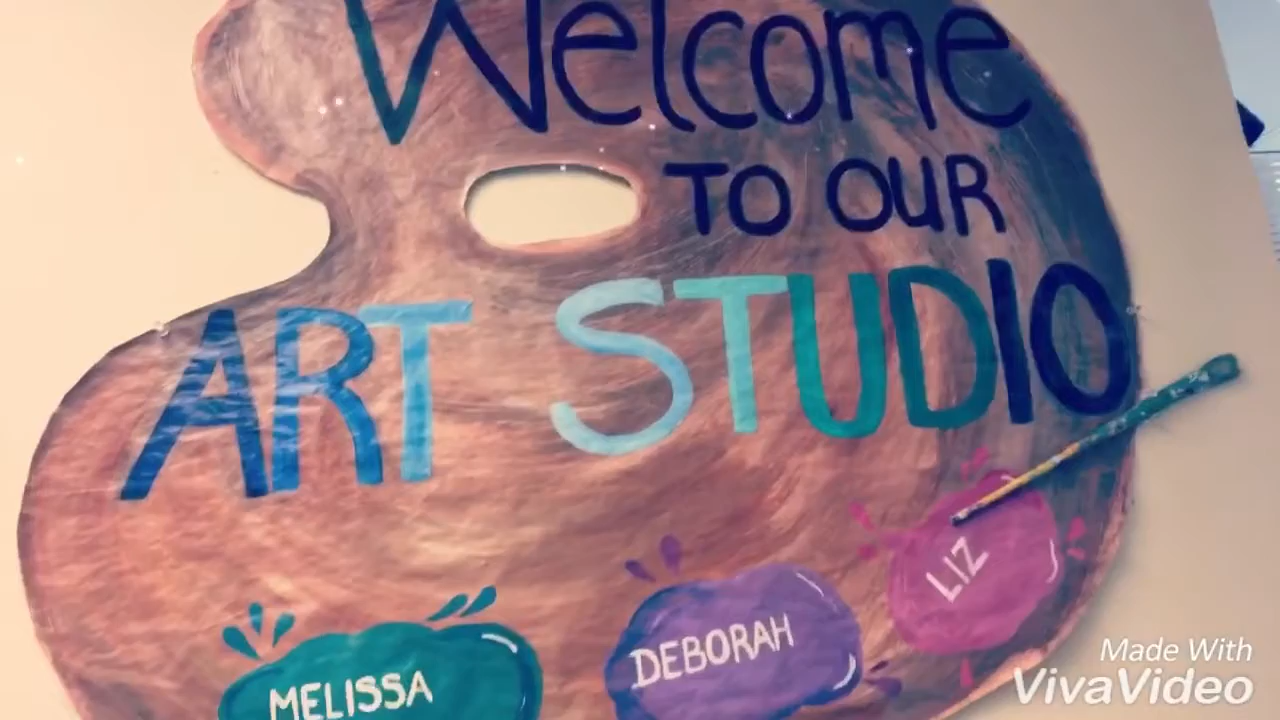 Welcome
TO OUR
ART STUDIO
LIZ
DEBORAH
MELISSA
Made With
VivaVideo